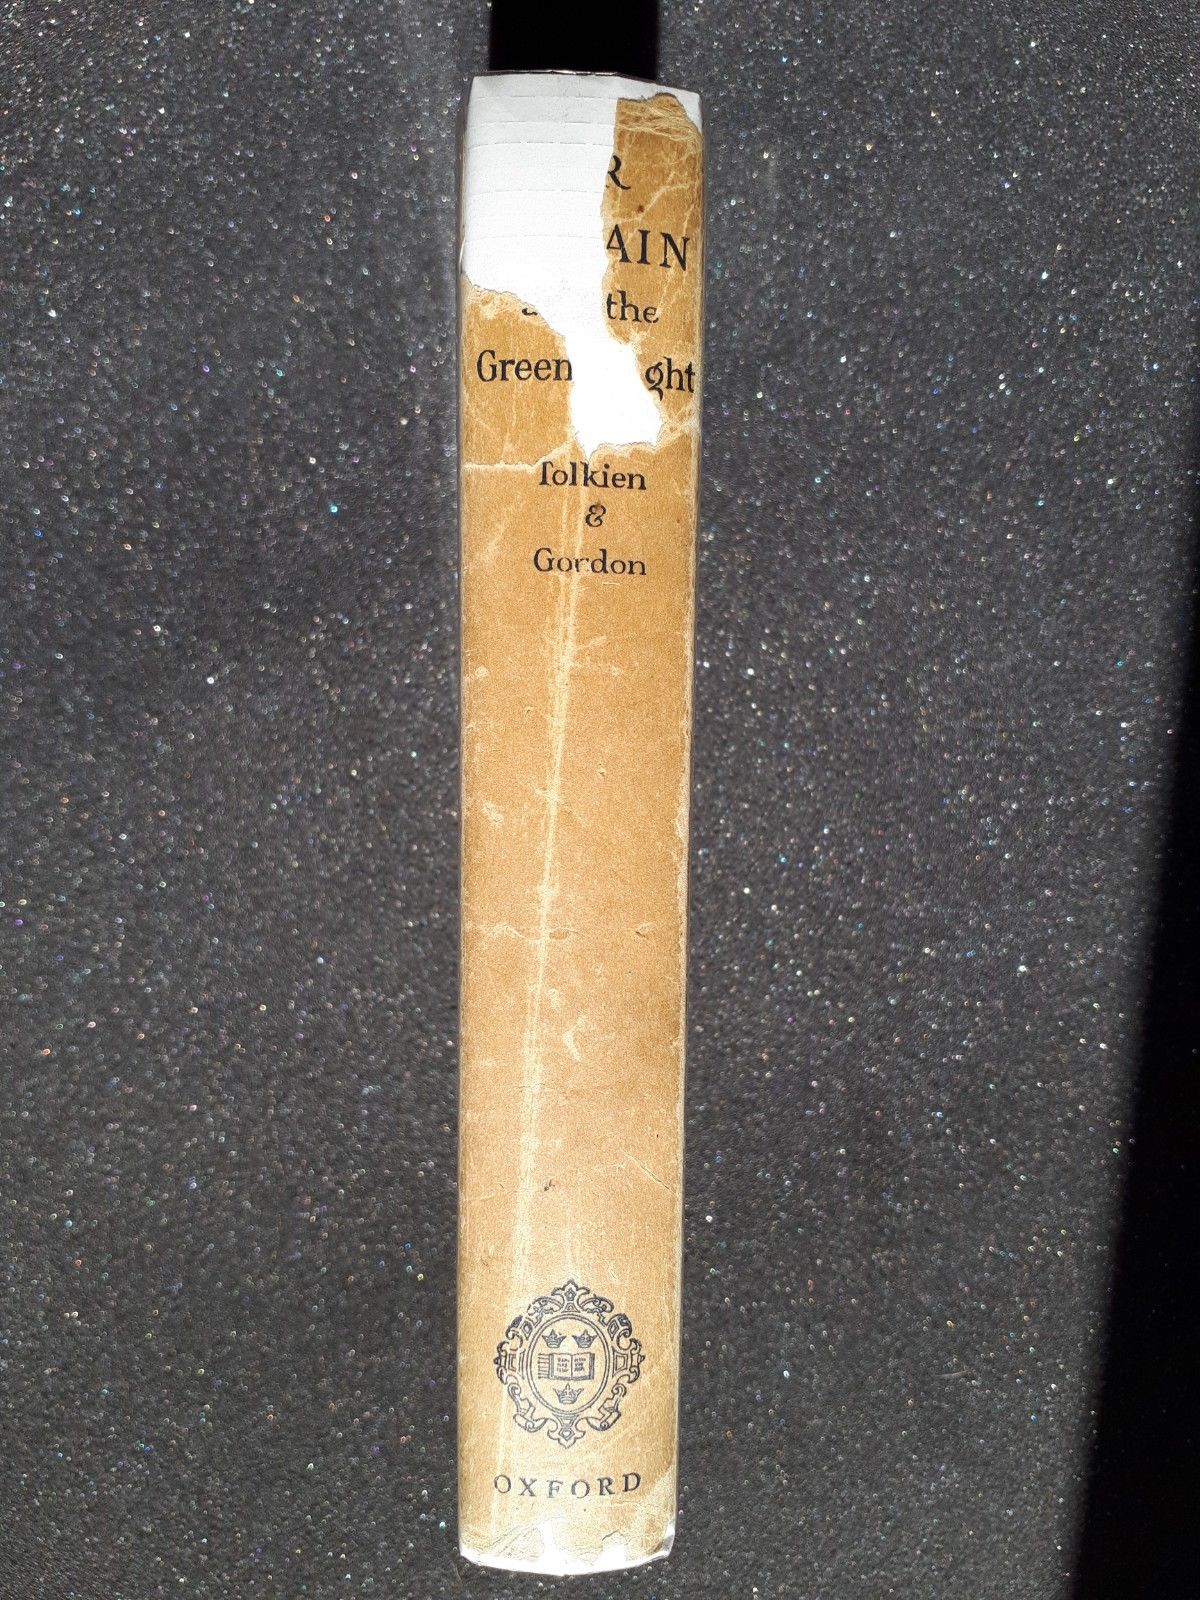 R
AIN
the
Green ght
Tolkien
&
Gordon
OXFORD